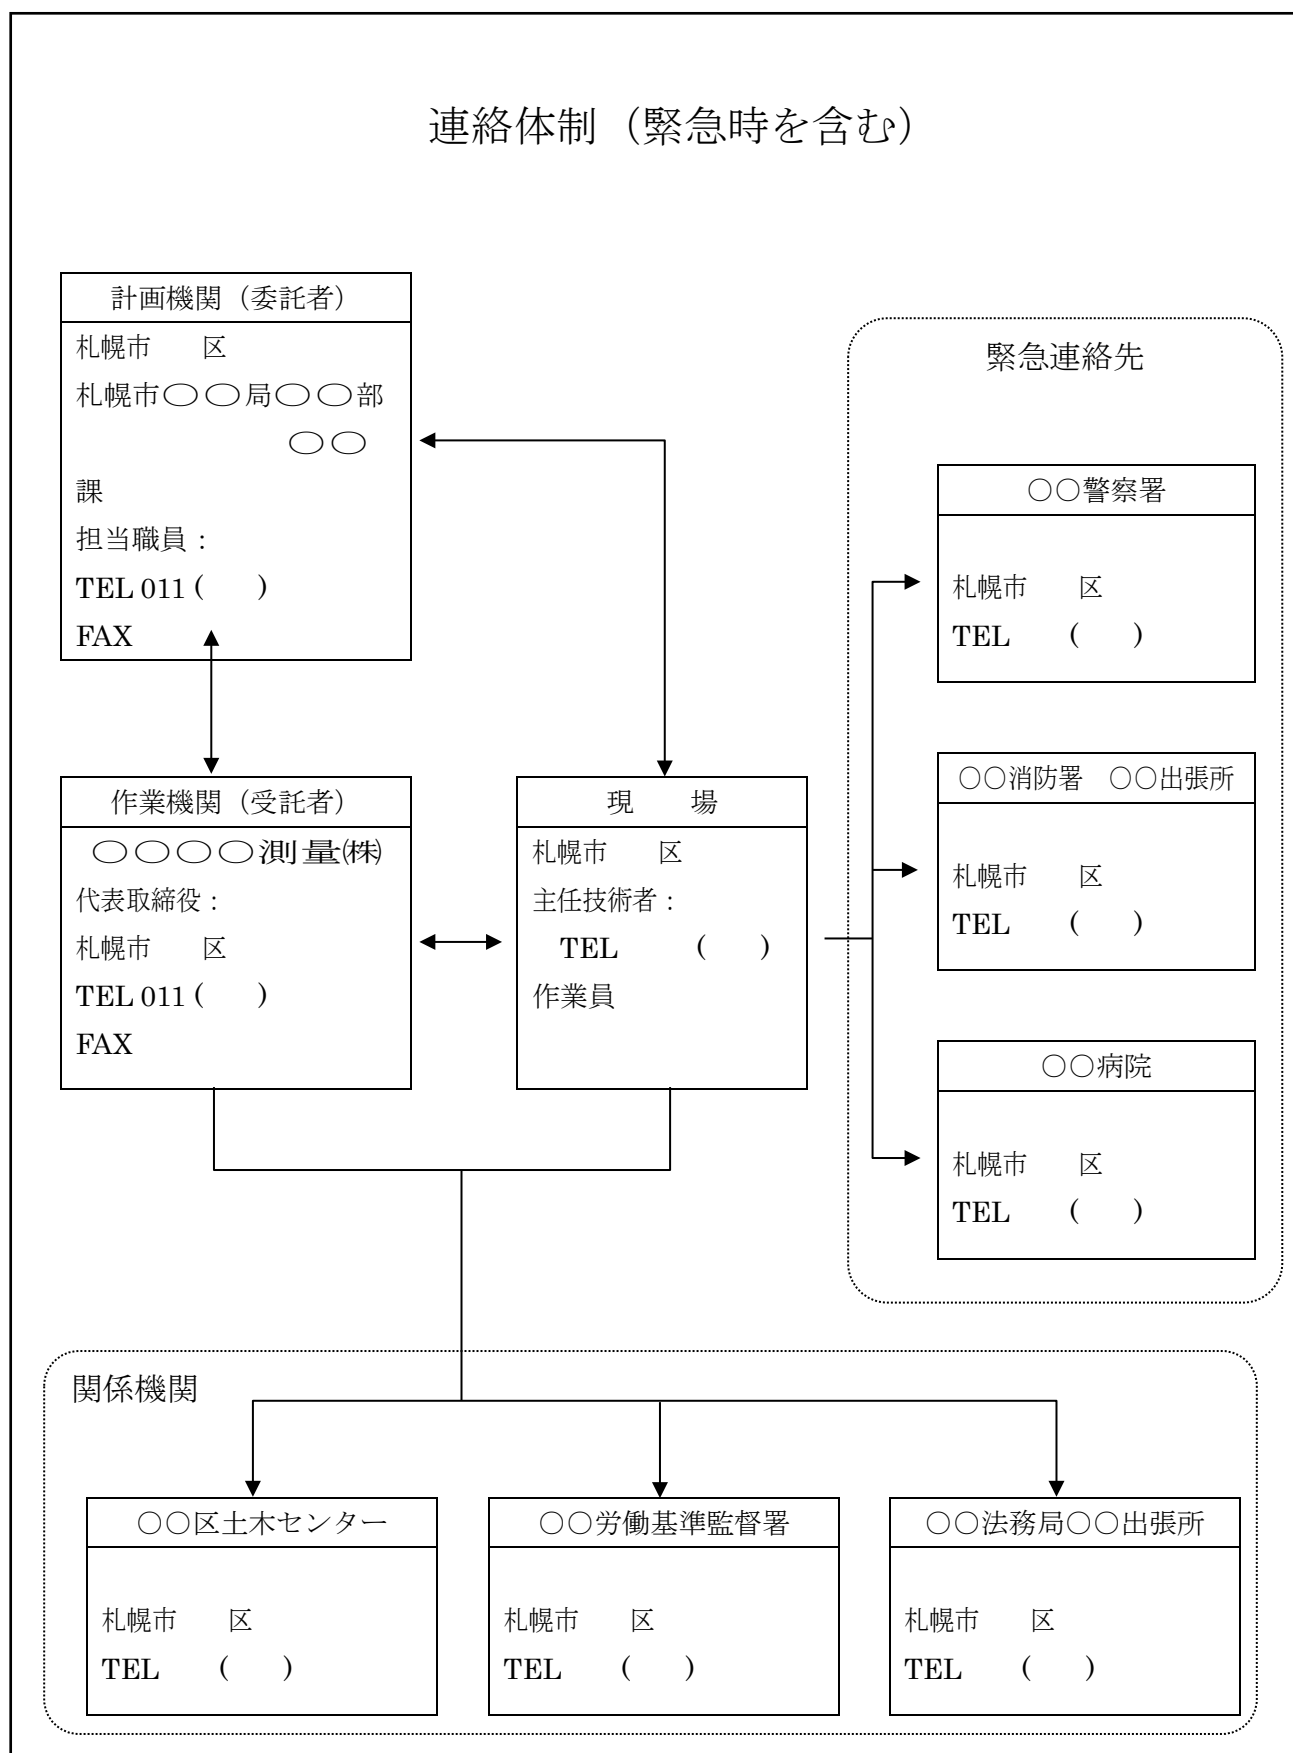 連絡体制（緊急時を含む）
計画機関（委託者）
札幌市　　区
札幌市〇〇局〇〇部
〇〇
課
担当職員：
TEL 011 (　　)
FAX
作業機関（受託者）
〇〇〇〇測量㈱
代表取締役：
札幌市　　区
TEL 011 (　　)
FAX
現　　場
札幌市　　区
主任技術者：
TEL　　　(　　)
作業員
緊急連絡先
〇〇警察署
札幌市　　区
TEL　　(　　)
〇〇消防署　〇〇出張所
札幌市　　区
TEL　　(　　)
〇〇病院
札幌市　　区
TEL　　(　　)
関係機関
〇〇区土木センター
札幌市　　区
TEL　　(　　)
〇〇労働基準監督署
札幌市　　区
TEL　　(　　)
〇〇法務局〇〇出張所
札幌市　　区
TEL　　(　　)